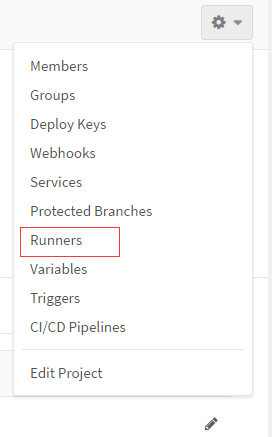 Members
Groups
Deploy Keys
Webhooks
Services
Protected Branches
Runners
Variables
Triggers
CI/CD Pipelines
Edit Project